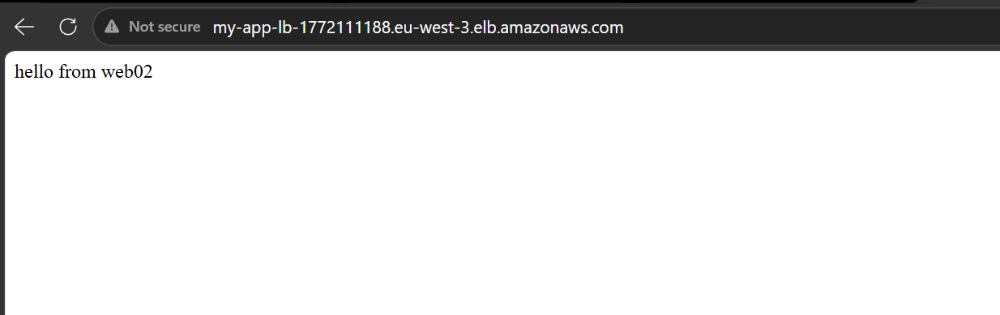 Not secure my-app-lb-1772111188.eu-west-3.elb.amazonaws.com
hello from web02